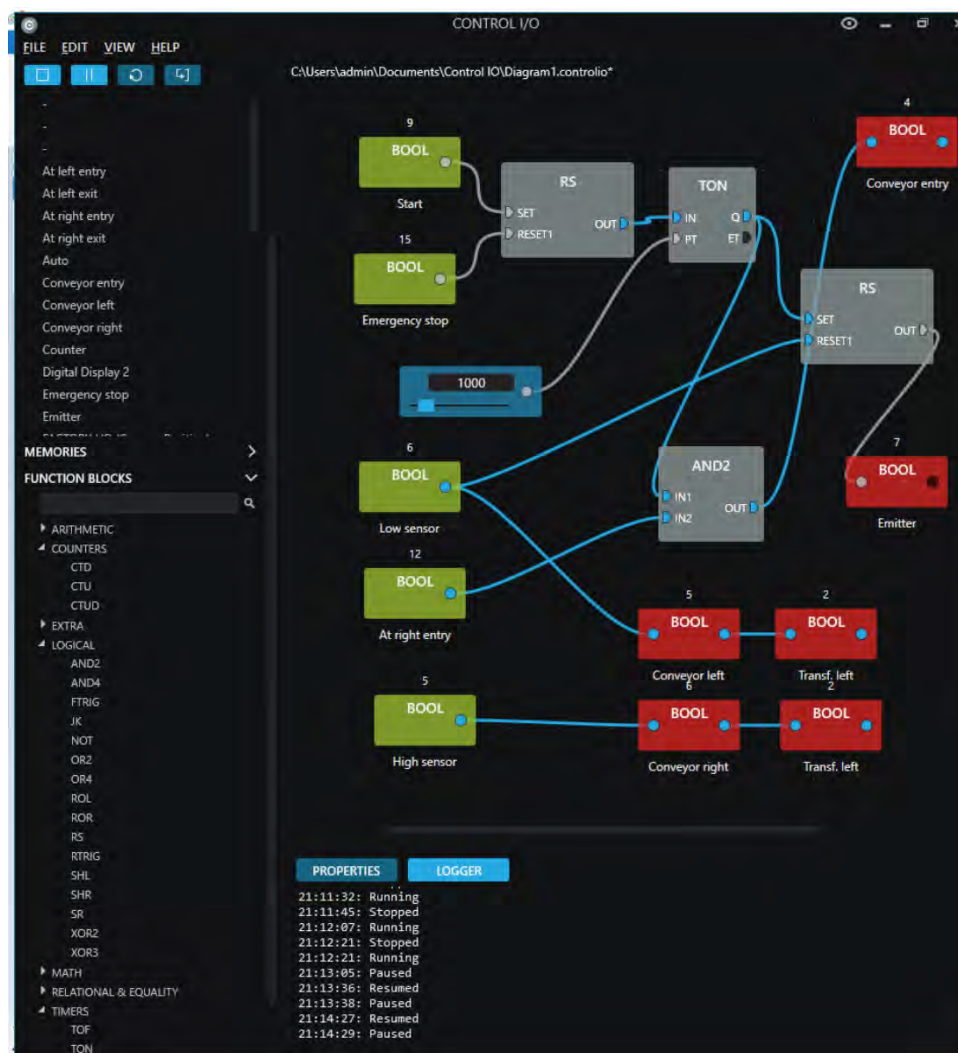 CONTROL I/O
FILE EDIT VIEW HELP
C:\Users\admin\Documents\Control IO\Diagram1.controlio*
-
-
-
At left entry
At left exit
At right entry
At right exit
Auto
Conveyor entry
Conveyor left
Conveyor right
Counter
Digital Display 2
Emergency stop
Emitter
MEMORIES
FUNCTION BLOCKS
ARITHMETIC
COUNTERS
CTD
CTU
CTUD
EXTRA
LOGICAL
AND2
AND4
FTRIG
JK
NOT
OR2
OR4
ROL
ROR
RS
RTRIG
SHL
SHR
SR
XOR2
XOR3
MATH
RELATIONAL & EQUALITY
TIMERS
TOF
TON
9
BOOL
Start
15
BOOL
Emergency stop
RS
SET
RESET1
OUT
TON
IN
PT
Q
ET
4
BOOL
Conveyor entry
RS
SET
RESET1
OUT
1000
6
BOOL
Low sensor
AND2
IN1
IN2
OUT
7
BOOL
Emitter
12
BOOL
At right entry
5
BOOL
Conveyor left
2
BOOL
Transf. left
5
BOOL
High sensor
6
BOOL
Conveyor right
2
BOOL
Transf. left
PROPERTIES LOGGER
21:11:32: Running
21:11:45: Stopped
21:12:07: Running
21:12:21: Stopped
21:12:21: Running
21:13:05: Paused
21:13:36: Resumed
21:13:38: Paused
21:14:27: Resumed
21:14:29: Paused